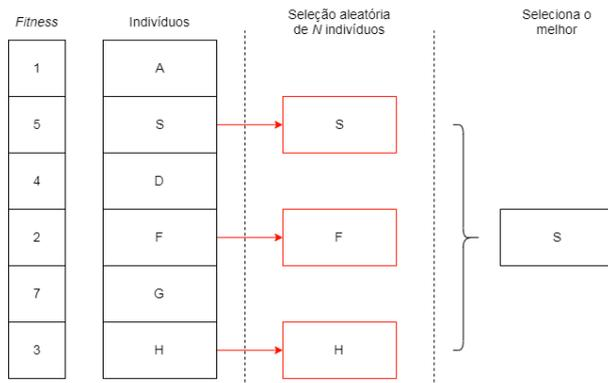 Fitness
Indivíduos
Seleção aleatória
de N indivíduos
Seleciona o
melhor
1
A
5
S
S
4
D
2
F
F
S
7
G
3
H
H